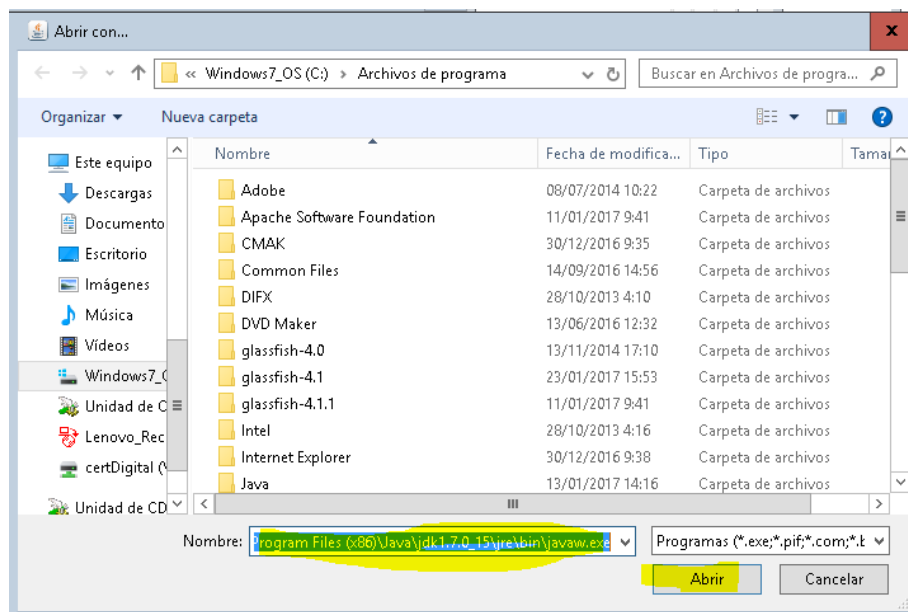 Abrir con...
« Windows7_OS (C:) › Archivos de programa
Buscar en Archivos de progra...
Organizar Nueva carpeta
Nombre Fecha de modifica... Tipo Tamai
Este equipo
Descargas
Documento
Escritorio
Imágenes
Música
Vídeos
Windows7_
Unidad de C
Lenovo_Rec
certDigital (
Unidad de CD
Adobe 08/07/2014 10:22 Carpeta de archivos
Apache Software Foundation 11/01/2017 9:41 Carpeta de archivos
CMAK 30/12/2016 9:35 Carpeta de archivos
Common Files 14/09/2016 14:56 Carpeta de archivos
DIFX 28/10/2013 4:10 Carpeta de archivos
DVD Maker 13/06/2016 12:32 Carpeta de archivos
glassfish-4.0 13/11/2014 17:10 Carpeta de archivos
glassfish-4.1 23/01/2017 15:53 Carpeta de archivos
glassfish-4.1.1 11/01/2017 9:41 Carpeta de archivos
Intel 28/10/2013 4:16 Carpeta de archivos
Internet Explorer 30/12/2016 9:38 Carpeta de archivos
Java 13/01/2017 14:16 Carpeta de archivos
Nombre: Program Files (x86)\Java\jdk1.7.0_15\jre\bin\javaw.exe
Programas (*.exe;*.pif;*.com;*.b
Abrir Cancelar